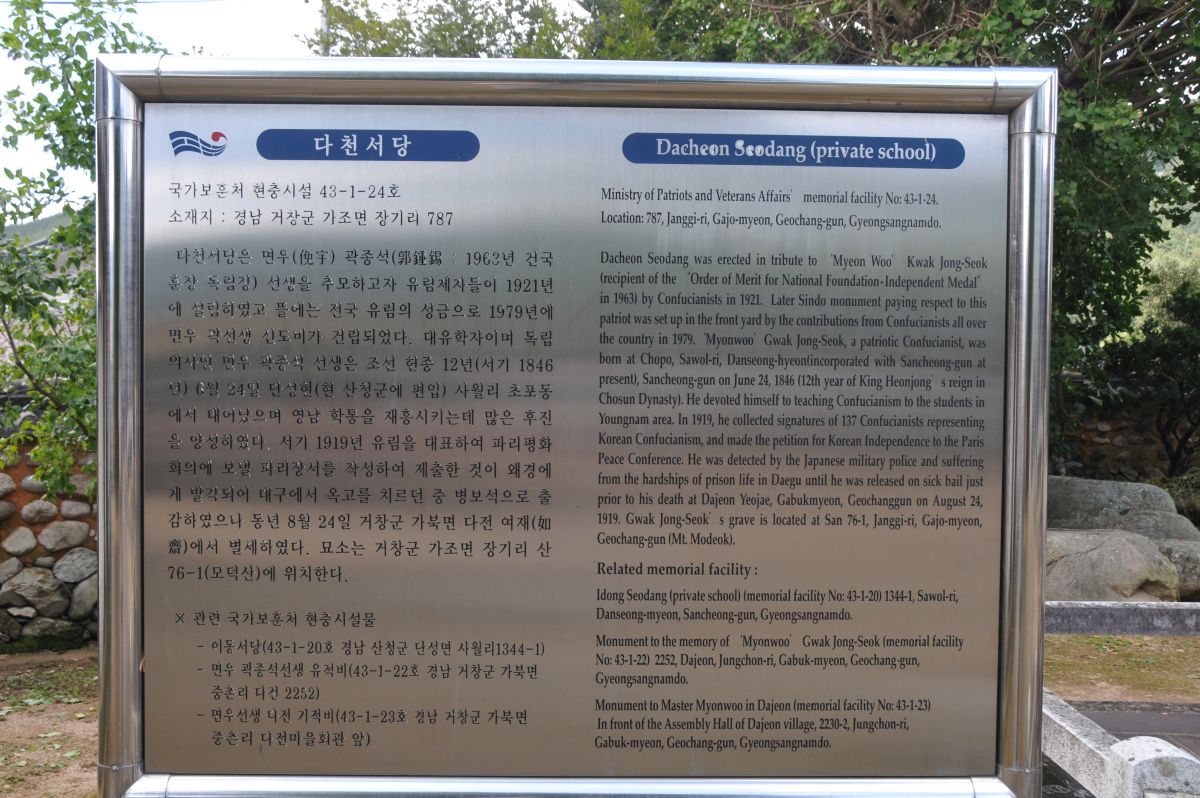 다천서당
국가보훈처 현충시설 43-1-24호
소재지 : 경남 거창군 가조면 장기리 787
다천서당은 면우(俛宇) 곽종석(郭鍾錫 : 1963년 건국
훈장 독립장) 선생을 추모하고자 유림제자들이 1921년
에 설립하였고 뜰에는 전국 유림의 성금으로 1979년에
면우 곽선생 신도비가 건립되었다. 대유학자이며 독립
의사인 면우 곽종석 선생은 조선 헌종 12년(서기 1846
년) 6월 24일 단성현(현 산청군에 편입) 사월리 초포동
에서 태어났으며 영남 학통을 재흥시키는데 많은 후진
을 양성하였다. 서기 1919년 유림을 대표하여 파리평화
회의에 보낼 파리장서를 작성하여 제출한 것이 왜경에
게 발각되어 대구에서 옥고를 치르던 중 병보석으로 출
감하였으나 동년 8월 24일 거창군 가북면 다전 여재(如
齋)에서 별세하였다. 묘소는 거창군 가조면 장기리 산
76-1(모덕산)에 위치한다.
※ 관련 국가보훈처 현충시설물
- 이동서당(43-1-20호 경남 산청군 단성면 사월리1344-1)
- 면우 곽종석선생 유적비(43-1-22호 경남 거창군 가북면
중촌리 다건 2252)
- 면우선생 다전 기적비(43-1-23호 경남 거창군 가북면
중촌리 다전마을회관 앞)
Dacheon Seodang (private school)
Ministry of Patriots and Veterans Affairs' memorial facility No: 43-1-24.
Location: 787, Janggi-ri, Gajo-myeon, Geochang-gun, Gyeongsangnamdo.
Dacheon Seodang was erected in tribute to 'Myeon Woo' Kwak Jong-Seok
(recipient of the "Order of Merit for National Foundation-Independent Medal"
in 1963) by Confucianists in 1921. Later Sindo monument paying respect to this
patriot was set up in the front yard by the contributions from Confucianists all over
the country in 1979. 'Myonwoo' Gwak Jong-Seok, a patriotic Confucianist, was
born at Chopo, Sawol-ri, Danseong-hyeon(incorporated with Sancheong-gun at
present), Sancheong-gun on June 24, 1846 (12th year of King Heonjong's reign in
Chosun Dynasty). He devoted himself to teaching Confucianism to the students in
Youngnam area. In 1919, he collected signatures of 137 Confucianists representing
Korean Confucianism, and made the petition for Korean Independence to the Paris
Peace Conference. He was detected by the Japanese military police and suffering
from the hardships of prison life in Daegu until he was released on sick bail just
prior to his death at Dajeon Yeojae, Gabukmyeon, Geochanggun on August 24,
1919. Gwak Jong-Seok's grave is located at San 76-1, Janggi-ri, Gajo-myeon,
Geochang-gun (Mt. Modeok).
Related memorial facility :
Idong Seodang (private school) (memorial facility No: 43-1-20) 1344-1, Sawol-ri,
Danseong-myeon, Sancheong-gun, Gyeongsangnamdo.
Monument to the memory of 'Myonwoo' Gwak Jong-Seok (memorial facility
No: 43-1-22) 2252, Dajeon, Jungchon-ri, Gabuk-myeon, Geochang-gun,
Gyeongsangnamdo.
Monument to Master Myonwoo in Dajeon (memorial facility No: 43-1-23)
In front of the Assembly Hall of Dajeon village, 2230-2, Jungchon-ri,
Gabuk-myeon, Geochang-gun, Gyeongsangnamdo.